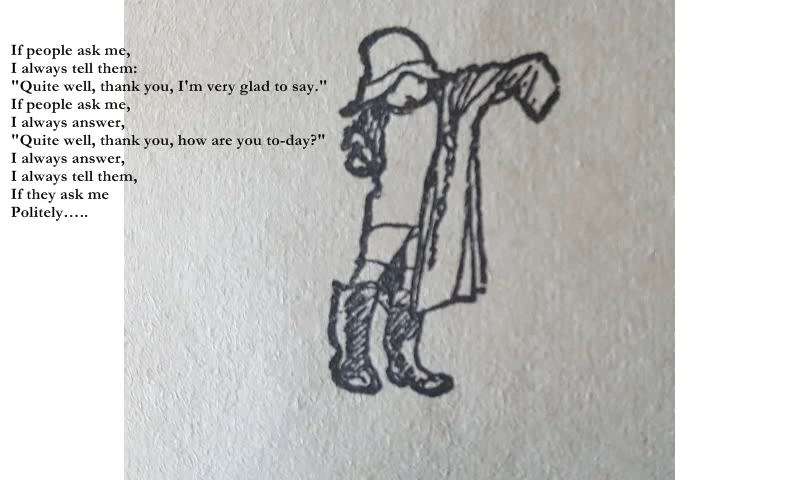 If people ask me,
I always tell them:
"Quite well, thank you, I'm very glad to say."
If people ask me,
I always answer,
"Quite well, thank you, how are you to-day?"
I always answer,
I always tell them,
If they ask me
Politely.....